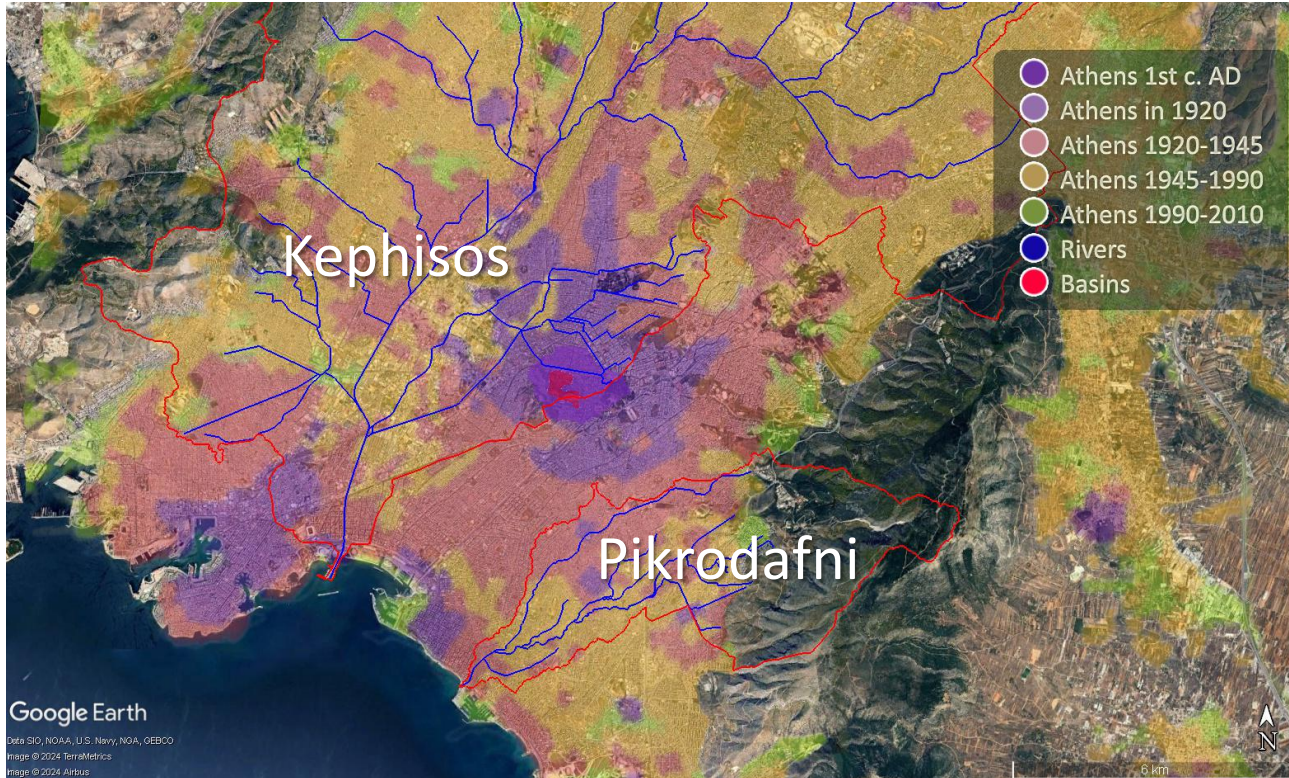 Athens 1st c. AD
Athens in 1920
Athens 1920-1945
Athens 1945-1990
Athens 1990-2010
Rivers
Basins
Kephisos
Pikrodafni
Google Earth
Data SIO, NOAA, U.S. Navy, NGA, GEBCO
Image © 2024 TerraMetrics
Image © 2024 Airbus
N
6 km